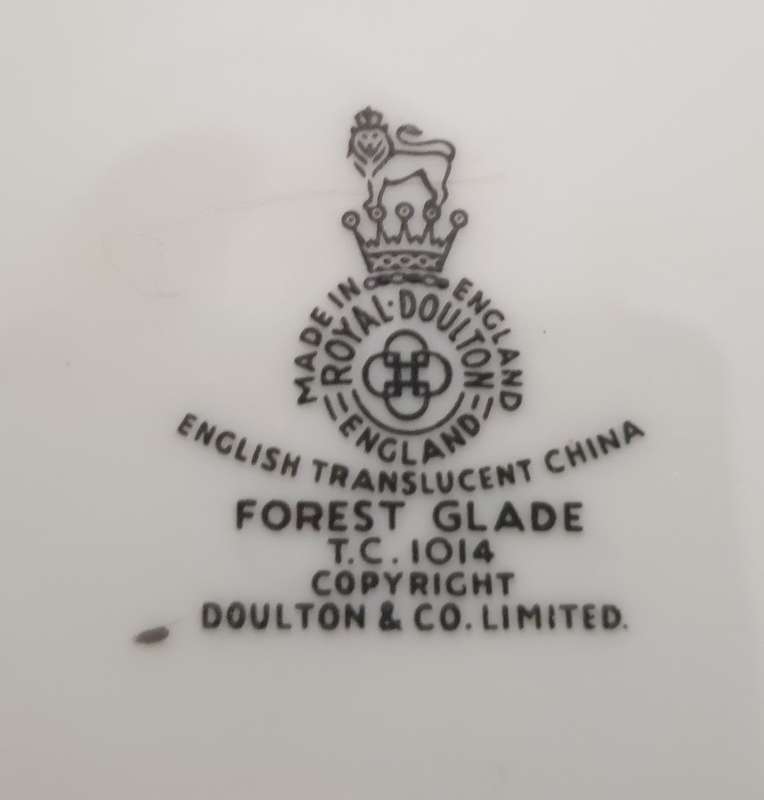 MADE IN ENGLAND
ROYAL·DOULTON
ENGLAND
ENGLISH TRANSLUCENT CHINA
FOREST GLADE
T.C. 1014
COPYRIGHT
DOULTON & CO. LIMITED.